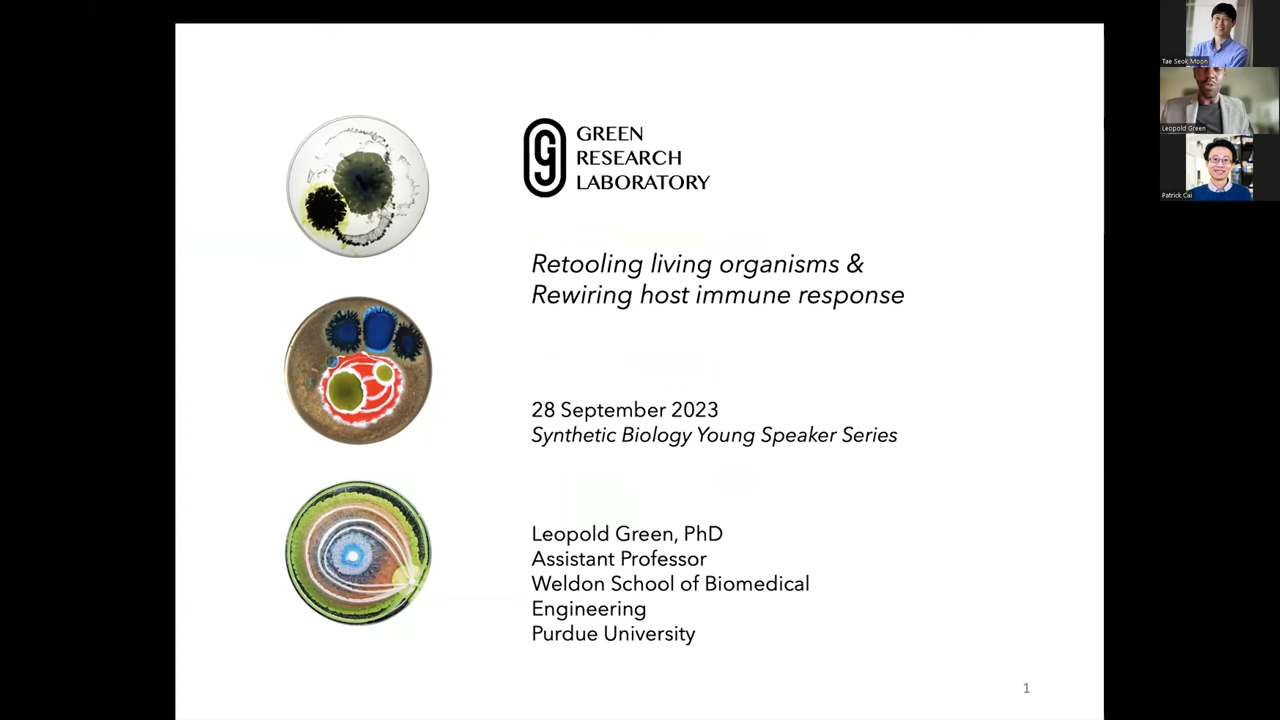 GREEN
RESEARCH
LABORATORY
Retooling living organisms &
Rewiring host immune response
28 September 2023
Synthetic Biology Young Speaker Series
Leopold Green, PhD
Assistant Professor
Weldon School of Biomedical
Engineering
Purdue University
1
Tae Seok Moon
Leopold Green
Patrick Cai